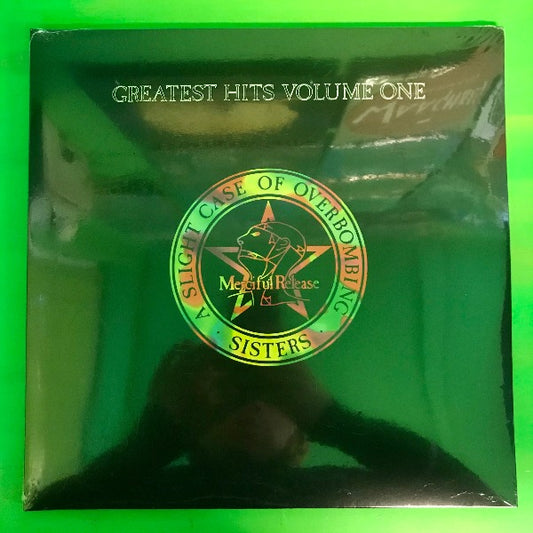 GREATEST HITS VOLUME ONE
A SLIGHT CASE OF OVERBOMBING
Merciful Release
SISTERS